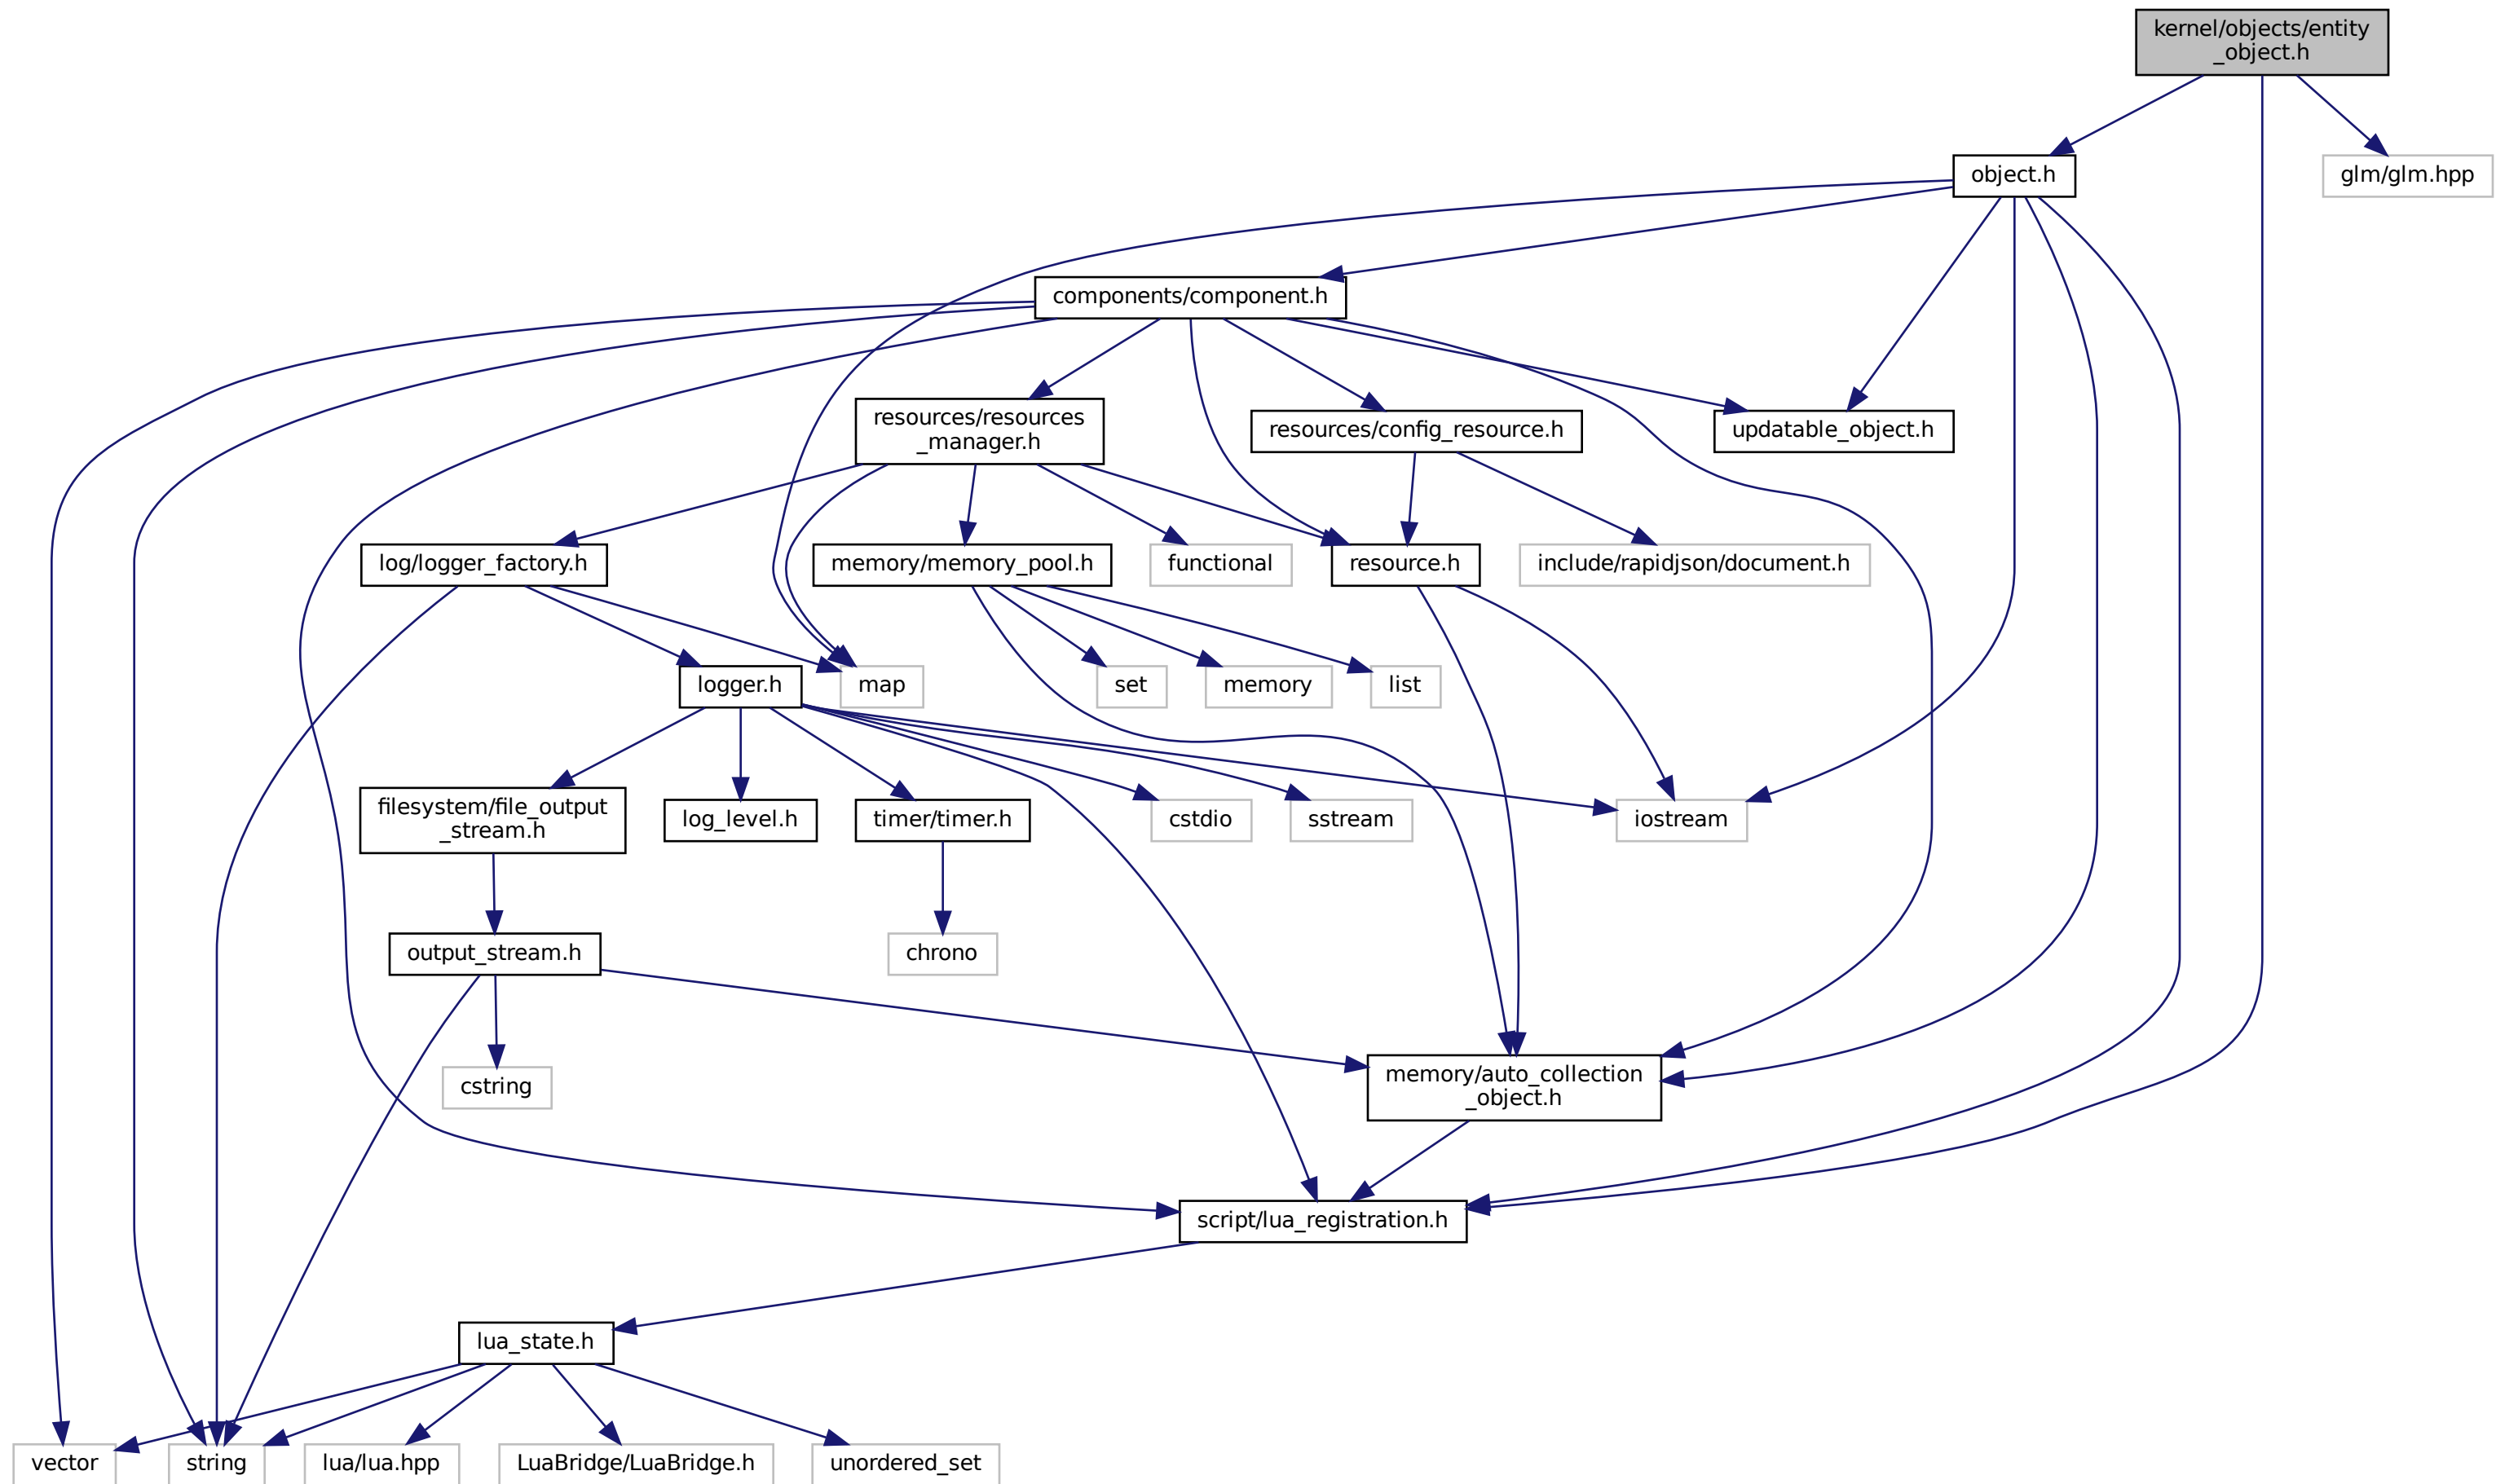 kernel/objects/entity
_object.h
object.h
glm/glm.hpp
components/component.h
resources/resources
_manager.h
resources/config_resource.h
updatable_object.h
log/logger_factory.h
memory/memory_pool.h
functional
resource.h
include/rapidjson/document.h
logger.h
map
set
memory
list
filesystem/file_output
_stream.h
log_level.h
timer/timer.h
cstdio
sstream
iostream
output_stream.h
chrono
cstring
memory/auto_collection
_object.h
script/lua_registration.h
lua_state.h
vector
string
lua/lua.hpp
LuaBridge/LuaBridge.h
unordered_set